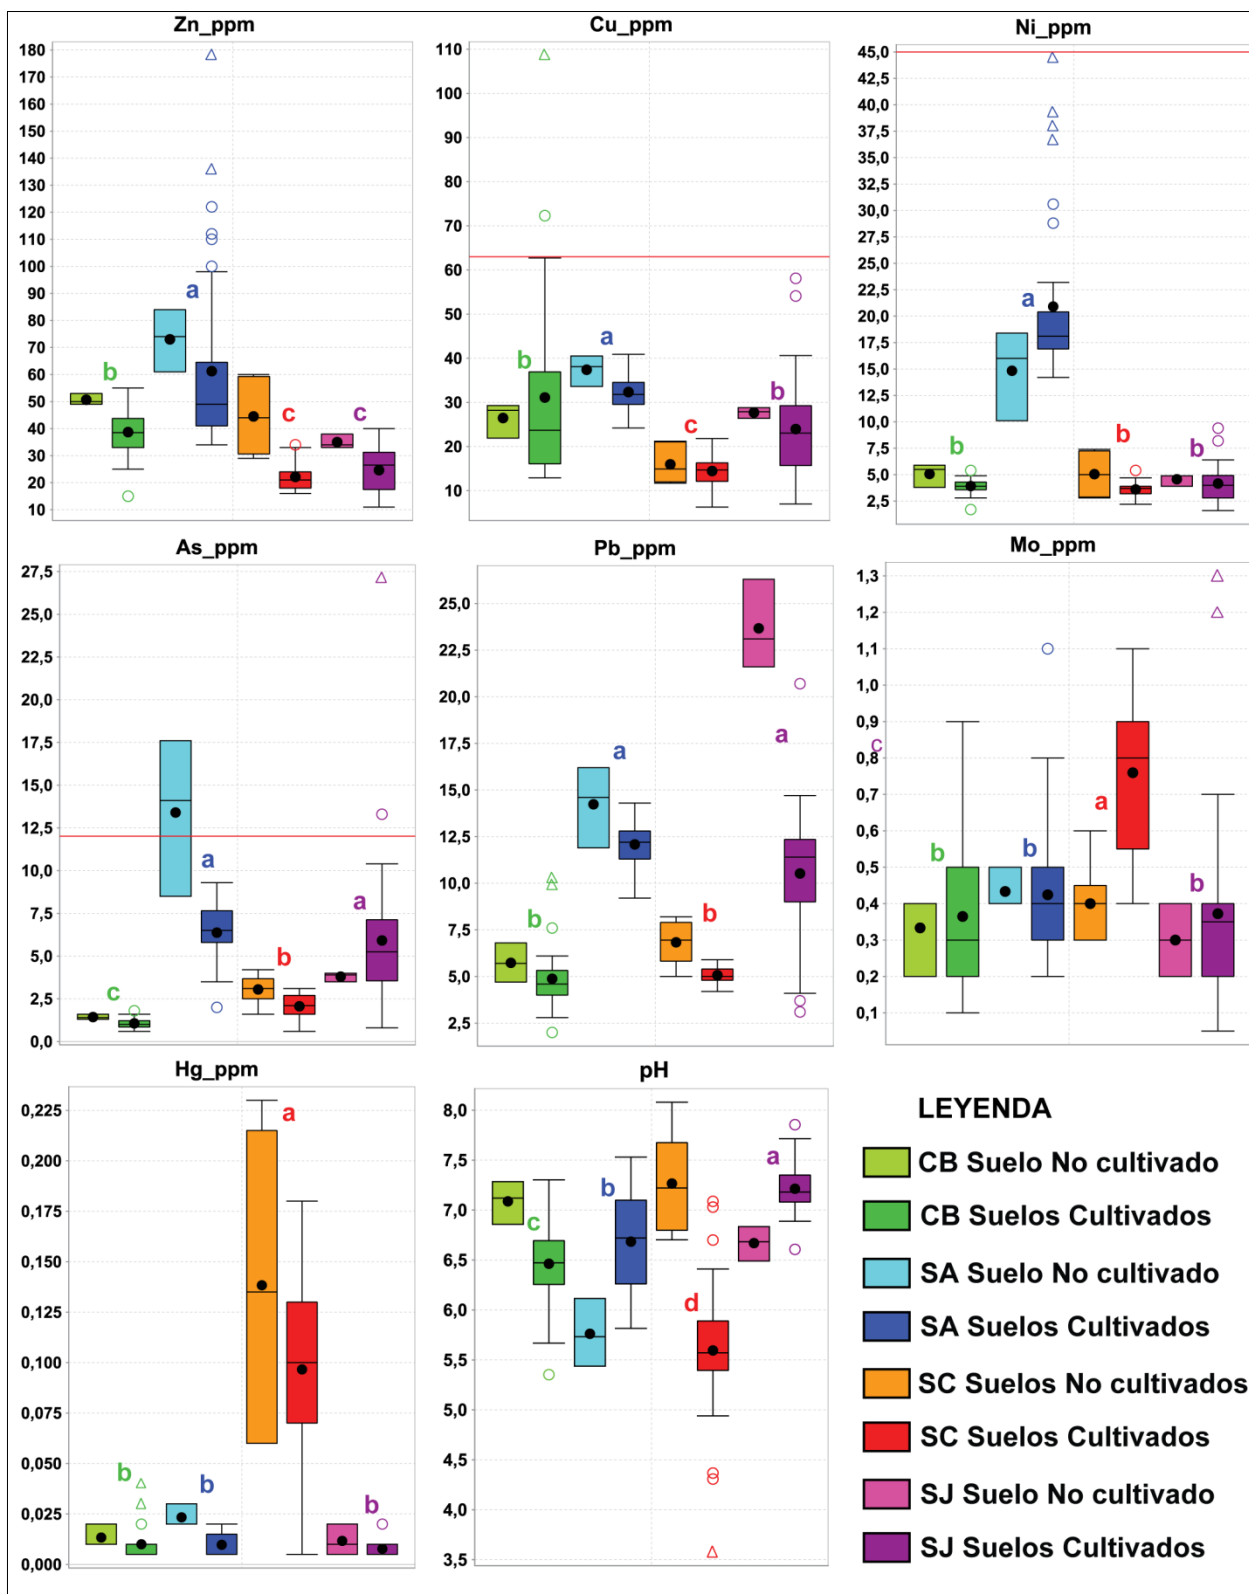 Zn_ppm
180
170
160
150
140
130
120
110
100
90
80
70
60
50
40
30
20
10
b
a
c
c
Cu_ppm
110
100
90
80
70
60
50
40
30
20
10
b
a
c
b
Ni_ppm
45,0
42,5
40,0
37,5
35,0
32,5
30,0
27,5
25,0
22,5
20,0
17,5
15,0
12,5
10,0
7,5
5,0
2,5
b
a
b
b
As_ppm
27,5
25,0
22,5
20,0
17,5
15,0
12,5
10,0
7,5
5,0
2,5
0,0
c
a
b
a
Pb_ppm
25,0
22,5
20,0
17,5
15,0
12,5
10,0
7,5
5,0
2,5
b
a
b
a
Mo_ppm
1,3
1,2
1,1
1,0
0,9
0,8
0,7
0,6
0,5
0,4
0,3
0,2
0,1
c
b
b
a
b
Hg_ppm
0,225
0,200
0,175
0,150
0,125
0,100
0,075
0,050
0,025
0,000
b
b
a
b
pH
8,0
7,5
7,0
6,5
6,0
5,5
5,0
4,5
4,0
3,5
c
b
d
a
LEYENDA
CB Suelo No cultivado
CB Suelos Cultivados
SA Suelo No cultivado
SA Suelos Cultivados
SC Suelos No cultivados
SC Suelos Cultivados
SJ Suelo No cultivado
SJ Suelos Cultivados